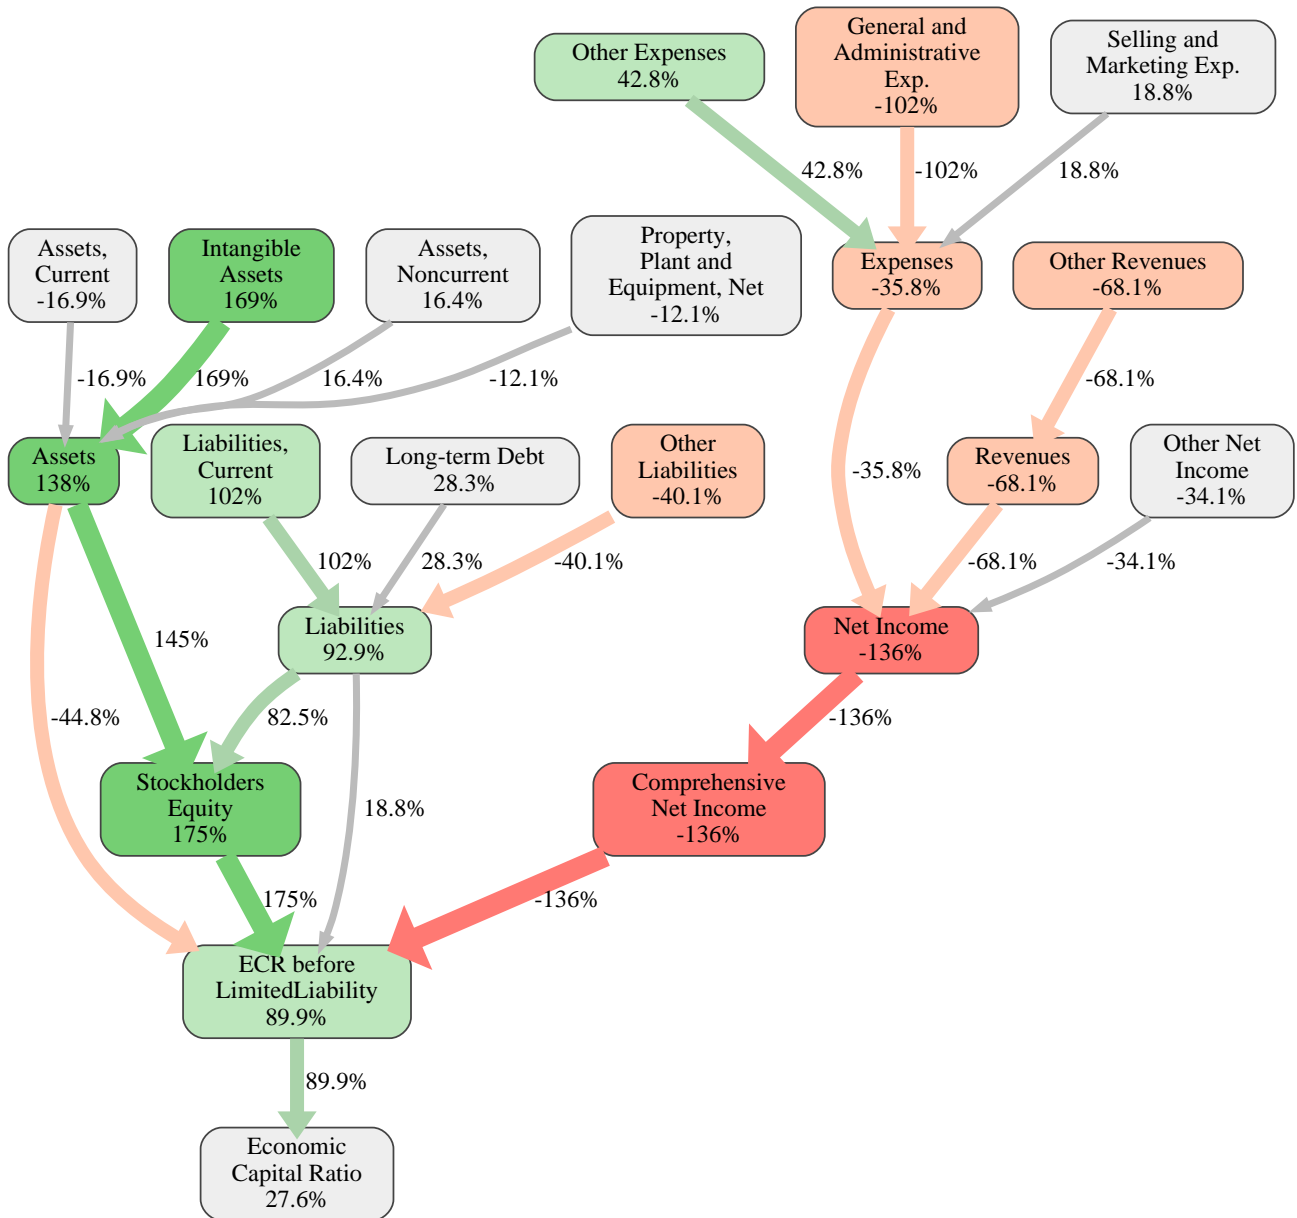 Other Expenses
42.8%
General and
Administrative
Exp.
-102%
Selling and
Marketing Exp.
18.8%
42.8%
-102%
18.8%
Assets,
Current
-16.9%
Intangible
Assets
169%
Assets,
Noncurrent
16.4%
Property,
Plant and
Equipment, Net
-12.1%
Expenses
-35.8%
Other Revenues
-68.1%
-16.9%
169%
16.4%
-12.1%
-68.1%
Assets
138%
Liabilities,
Current
102%
Long-term Debt
28.3%
Other
Liabilities
-40.1%
-35.8%
Revenues
-68.1%
Other Net
Income
-34.1%
102%
28.3%
-40.1%
-68.1%
-34.1%
145%
Liabilities
92.9%
Net Income
-136%
-44.8%
82.5%
-136%
Stockholders
Equity
175%
18.8%
Comprehensive
Net Income
-136%
175%
-136%
ECR before
LimitedLiability
89.9%
89.9%
Economic
Capital Ratio
27.6%